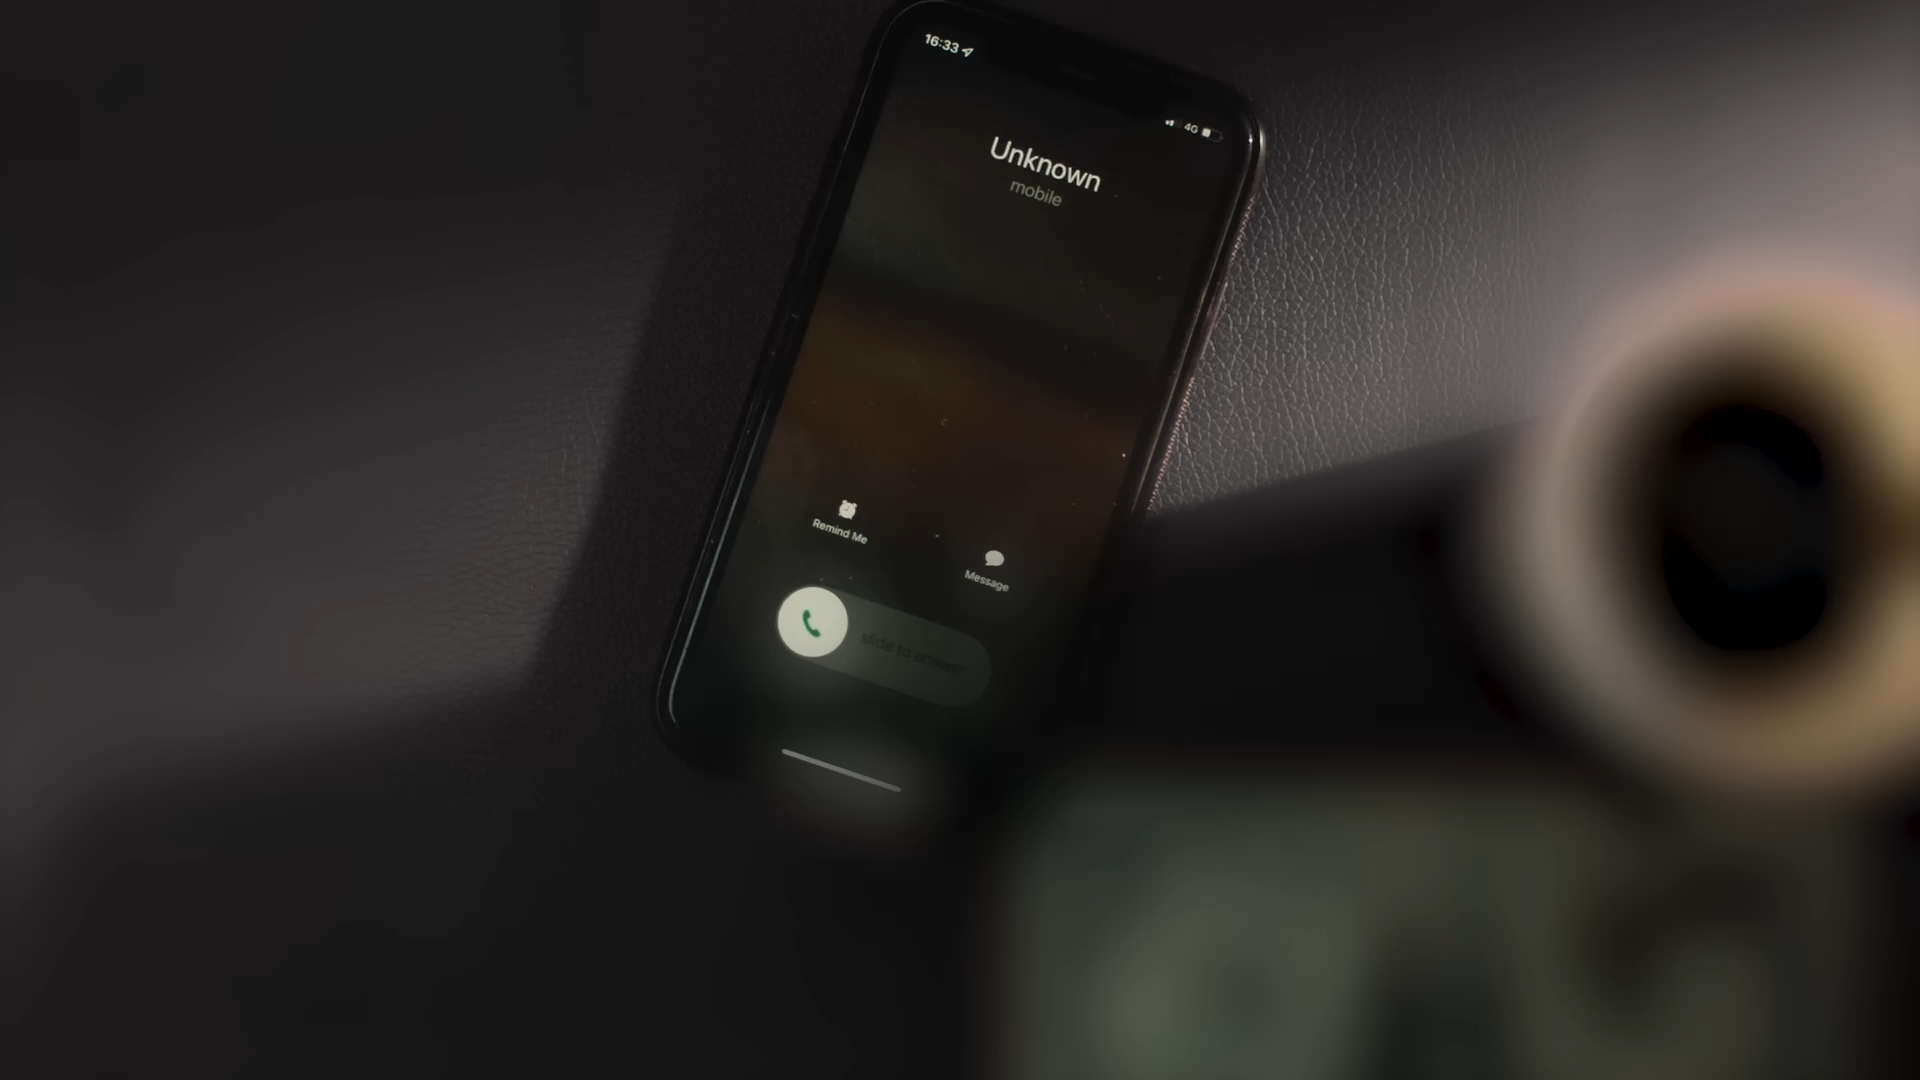 16:33
4G
Unknown
mobile
Remind Me
Message
slide to answer